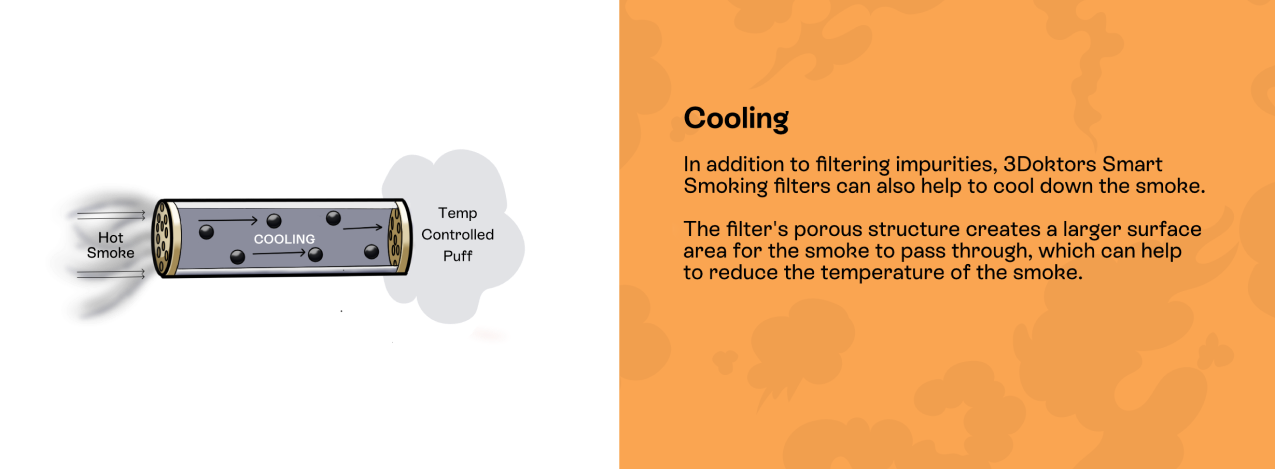 Hot
Smoke
COOLING
Temp
Controlled
Puff
Cooling
In addition to filtering impurities, 3Doktors Smart
Smoking filters can also help to cool down the smoke.
The filter's porous structure creates a larger surface
area for the smoke to pass through, which can help
to reduce the temperature of the smoke.